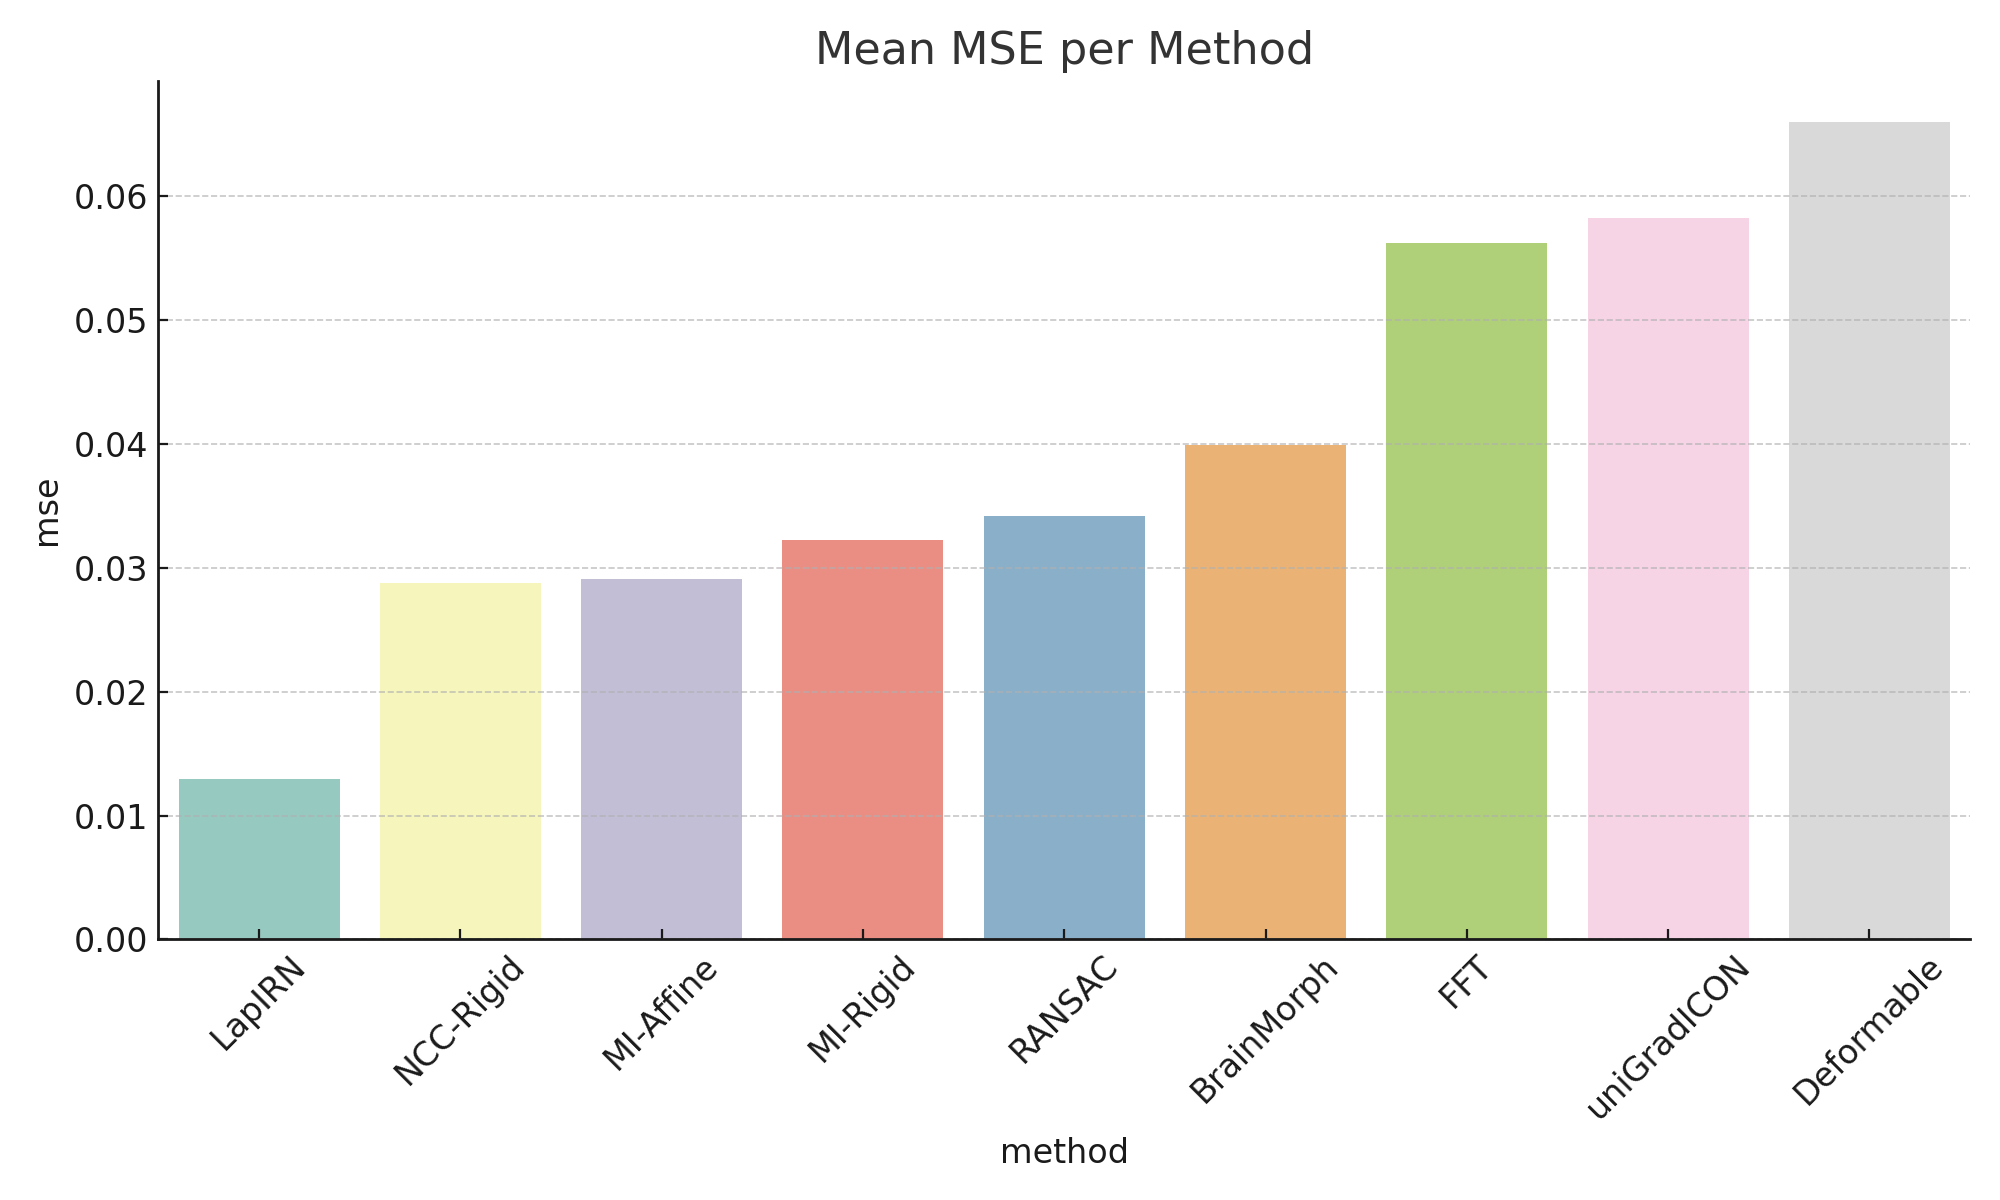 Mean MSE per Method
mse
0.06
0.05
0.04
0.03
0.02
0.01
0.00
LapIRN
NCC-Rigid
MI-Affine
MI-Rigid
RANSAC
BrainMorph
FFT
uniGradICON
Deformable
method